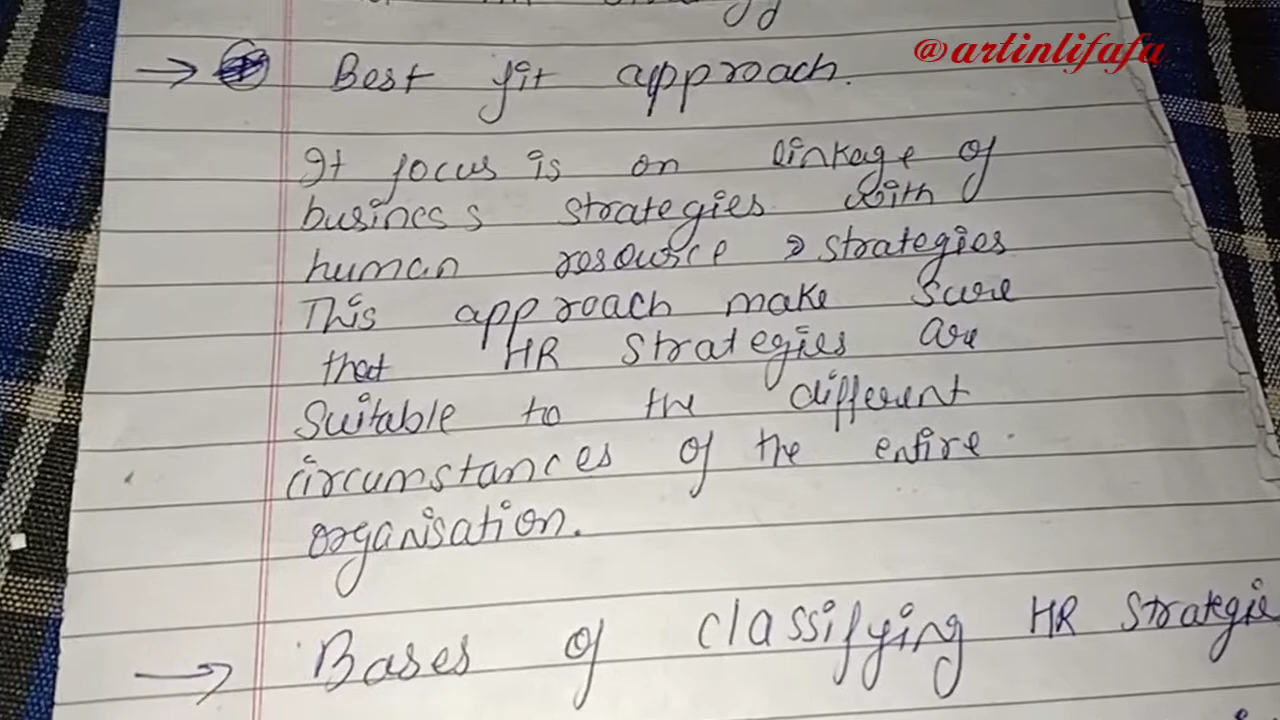 @artinlifafa
→ Best fit approach.
It focus is on linkage of
business strategies with
human resource strategies
This approach make sure
that HR strategies are
suitable to the different
circumstances of the entire
organisation.
→ Bases of classifying HR Strategie